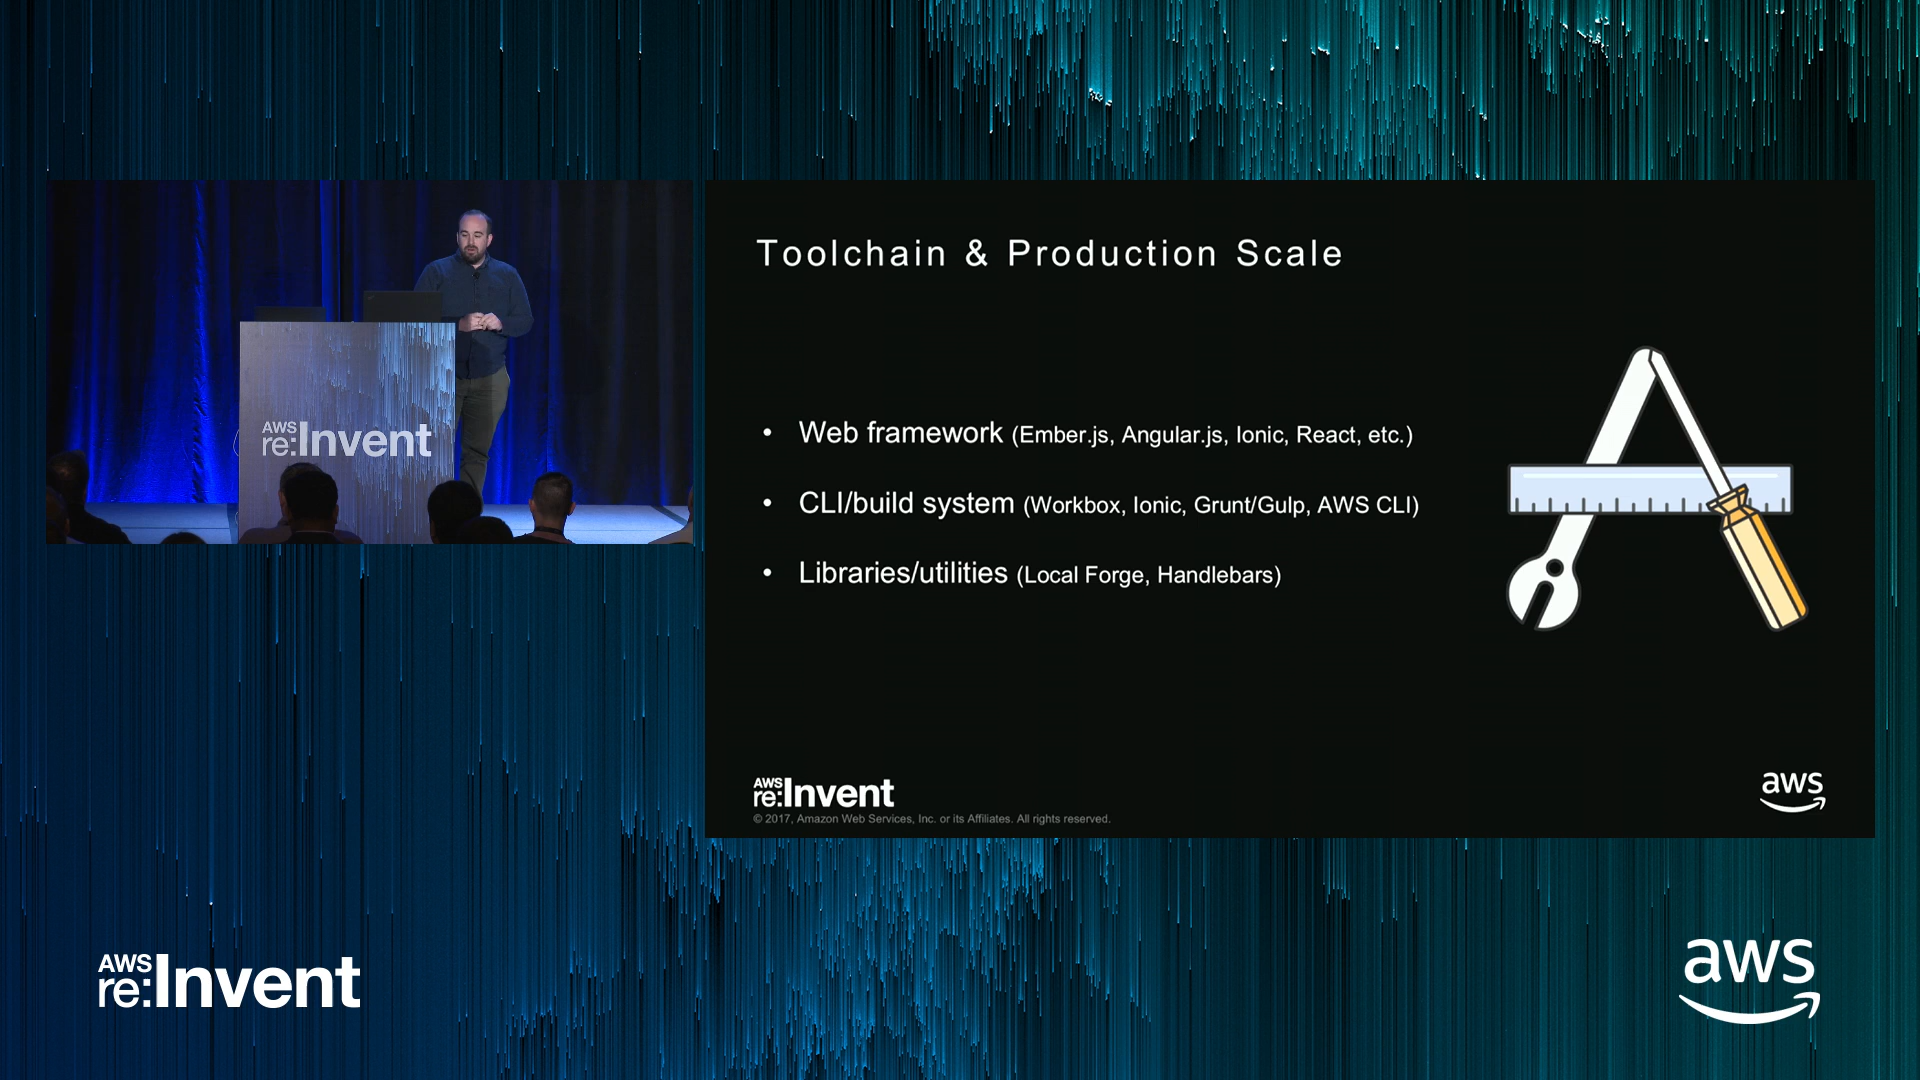 AWS
re:Invent
Toolchain & Production Scale
• Web framework (Ember.js, Angular.js, Ionic, React, etc.)
• CLI/build system (Workbox, Ionic, Grunt/Gulp, AWS CLI)
• Libraries/utilities (Local Forge, Handlebars)
AWS
re:Invent
© 2017, Amazon Web Services, Inc. or its Affiliates. All rights reserved.
aws
AWS
re:Invent
aws